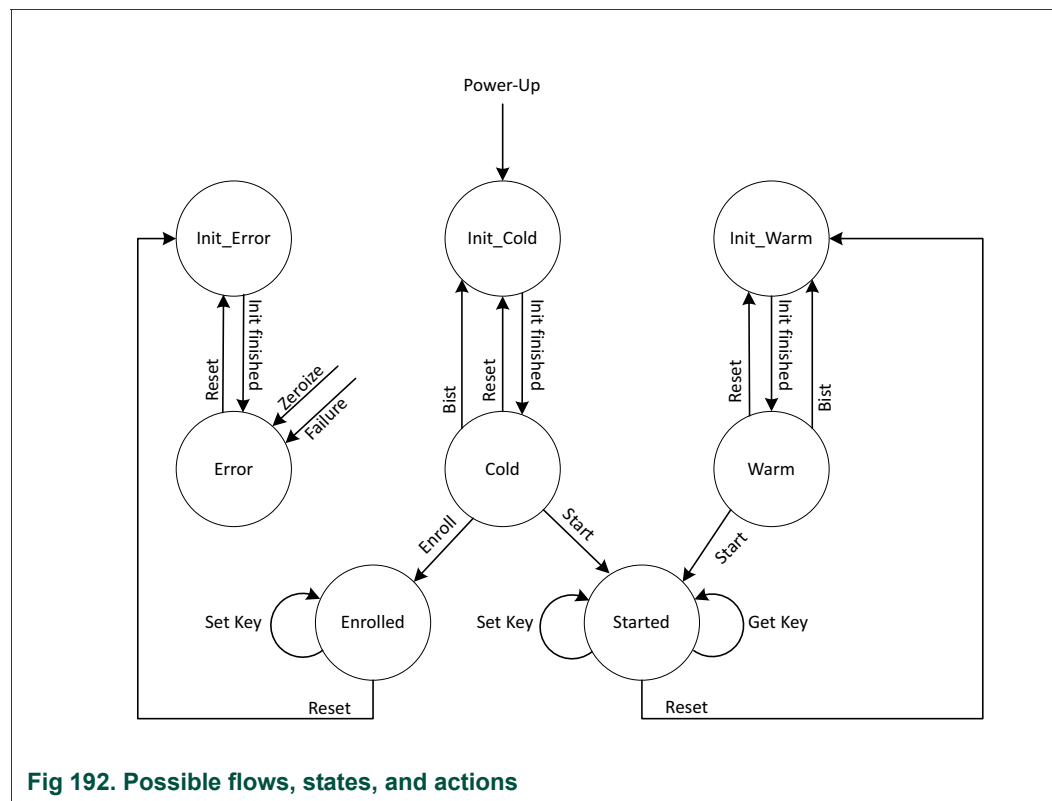 Power-Up
Init_Error
Init_Cold
Init_Warm
Reset
Init finished
Zeroize
Failure
Bist
Reset
Init finished
Reset
Init finished
Bist
Error
Cold
Warm
Enroll
Start
Start
Set Key
Enrolled
Set Key
Started
Get Key
Reset
Reset
Fig 192. Possible flows, states, and actions